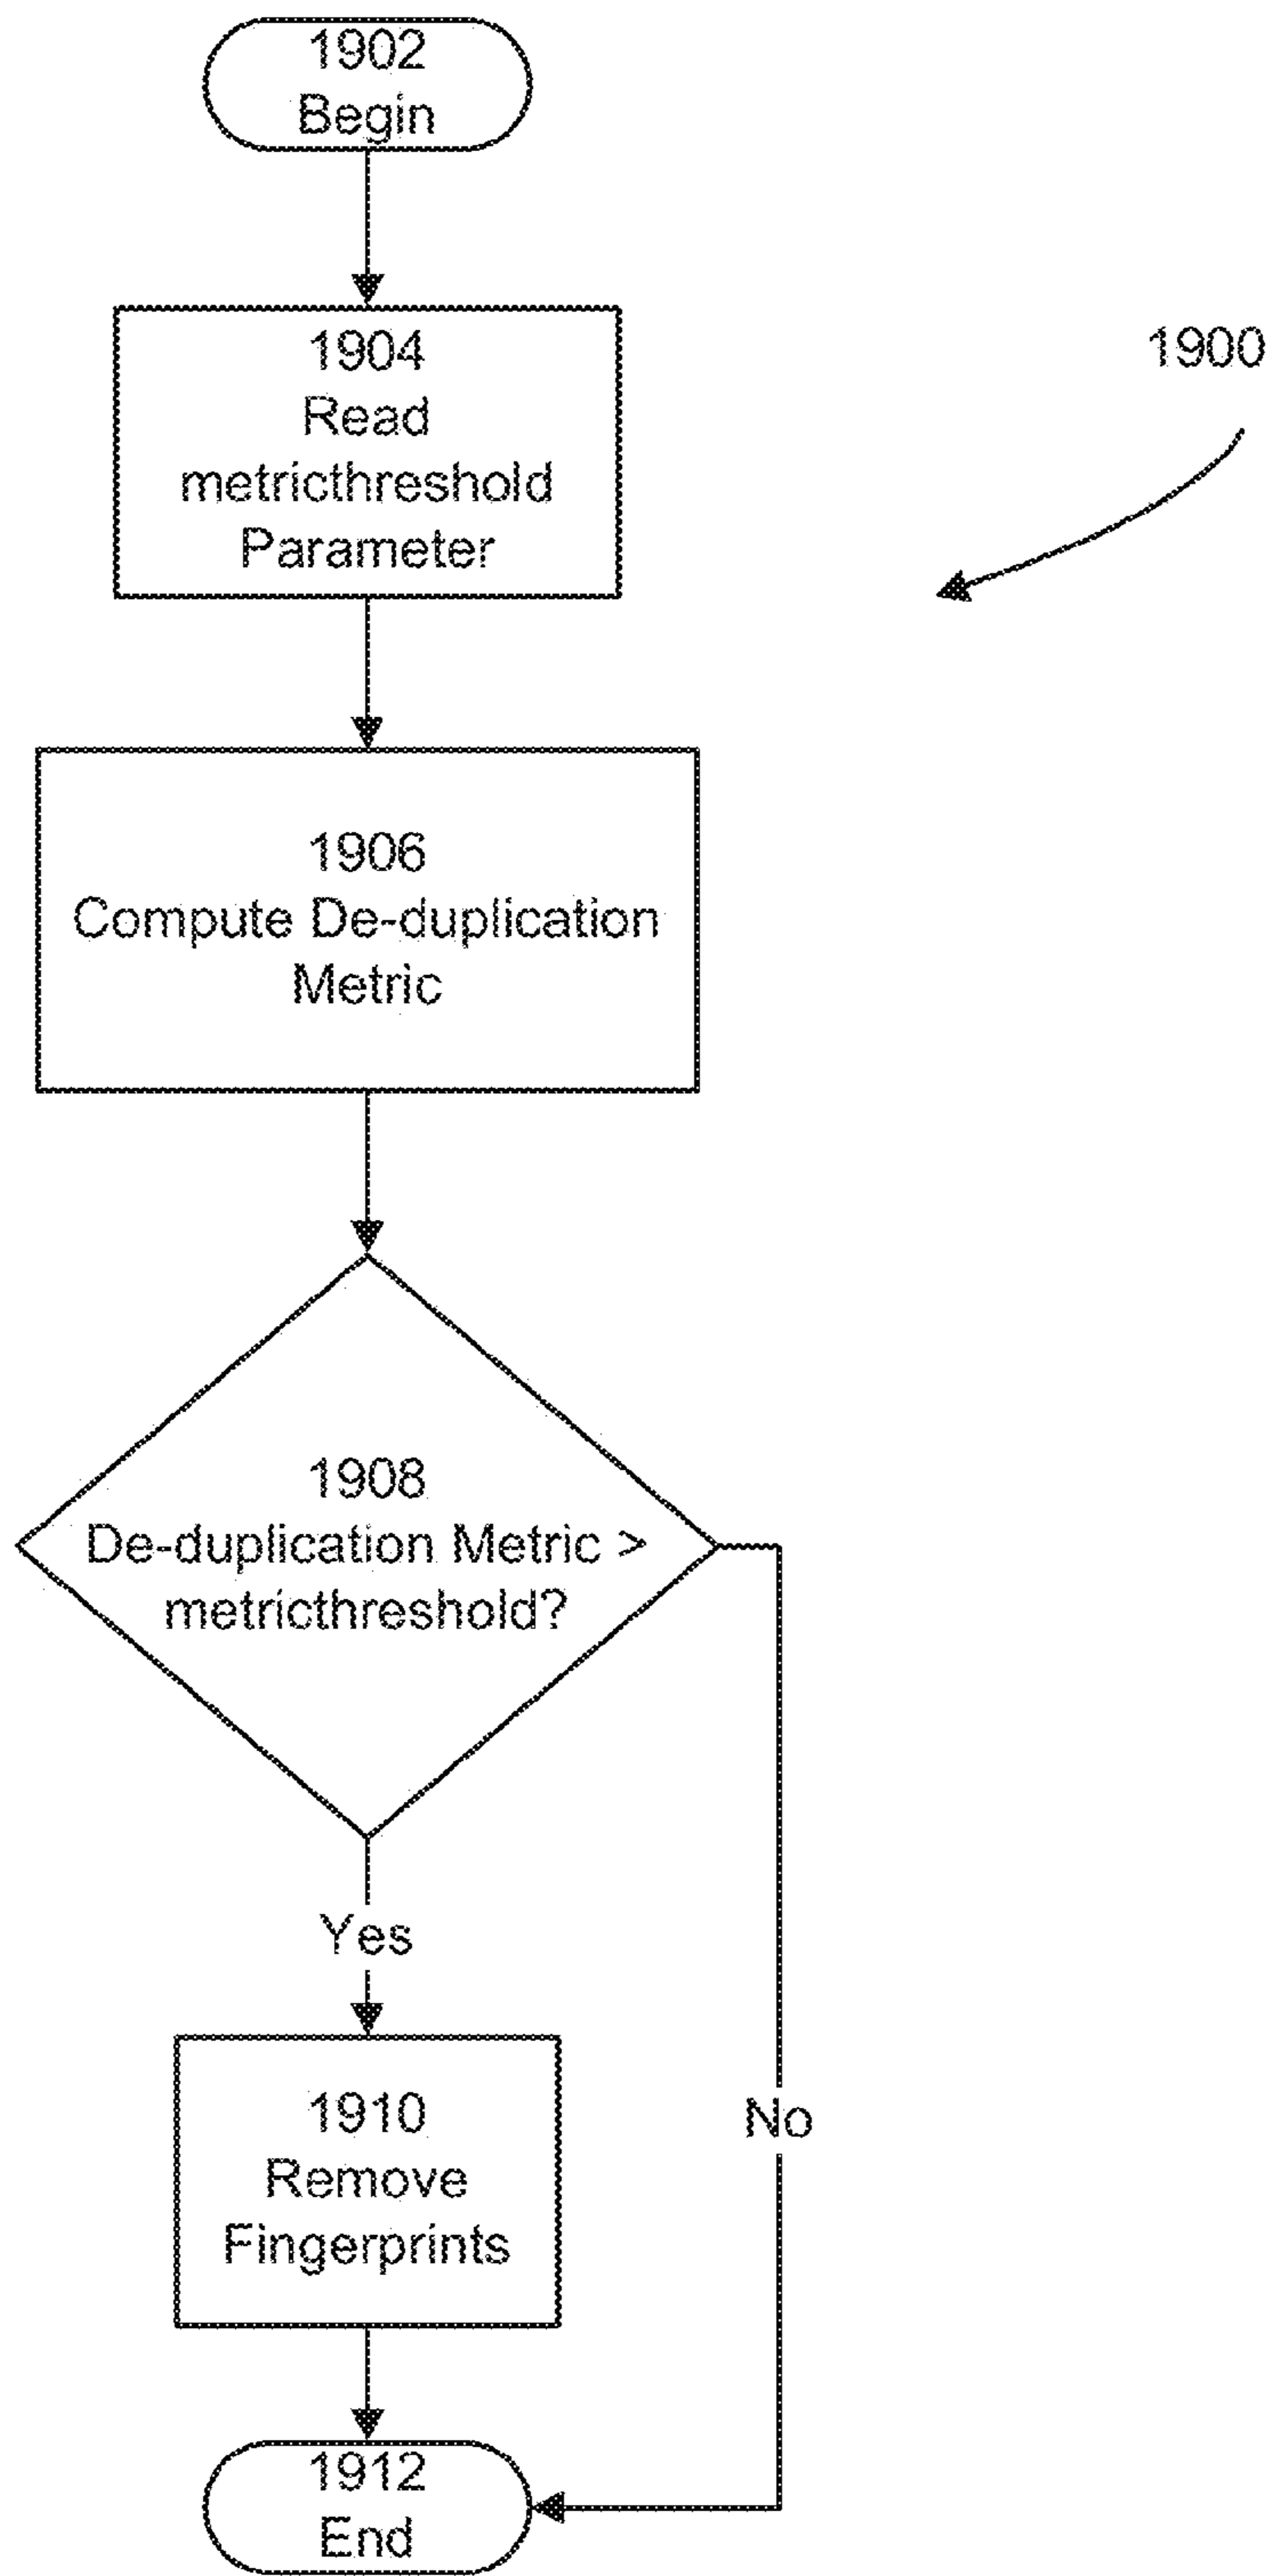 1902
Begin
1904
Read
metricthreshold
Parameter
1900
1906
Compute De-duplication
Metric
1908
De-duplication Metric >
metricthreshold?
Yes
No
1910
Remove
Fingerprints
1912
End